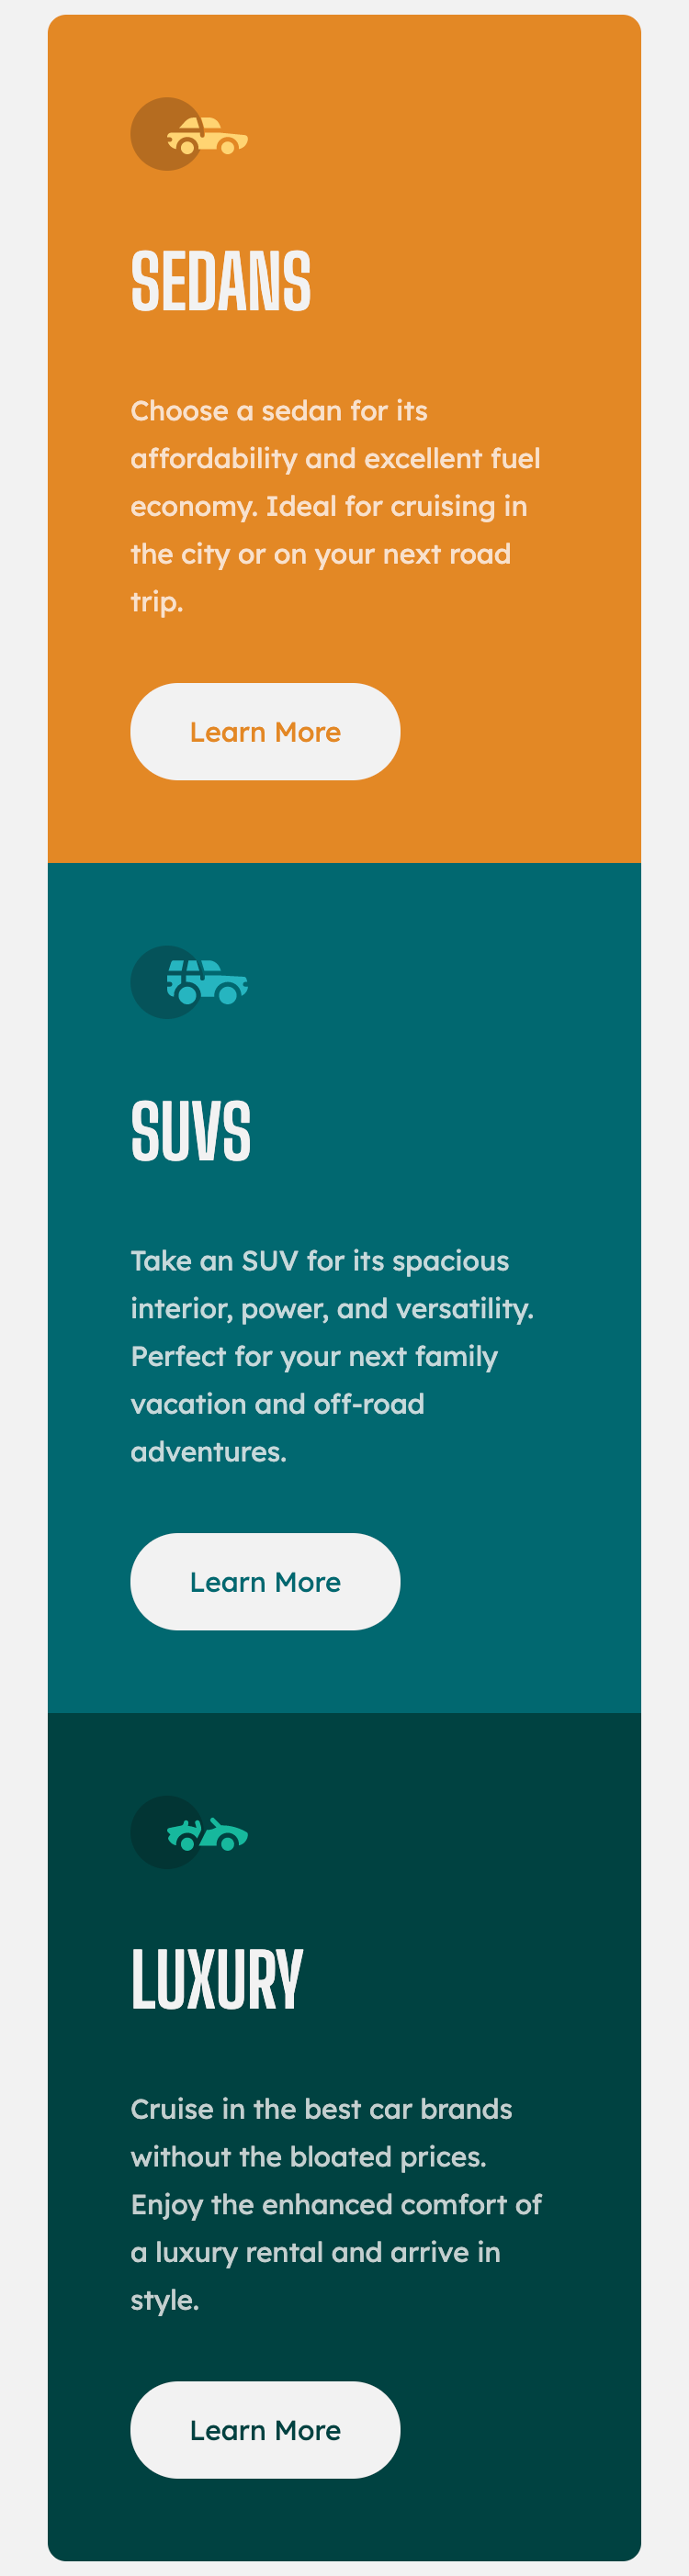 SEDANS
Choose a sedan for its
affordability and excellent fuel
economy. Ideal for cruising in
the city or on your next road
trip.
Learn More
SUVS
Take an SUV for its spacious
interior, power, and versatility.
Perfect for your next family
vacation and off-road
adventures.
Learn More
LUXURY
Cruise in the best car brands
without the bloated prices.
Enjoy the enhanced comfort of
a luxury rental and arrive in
style.
Learn More